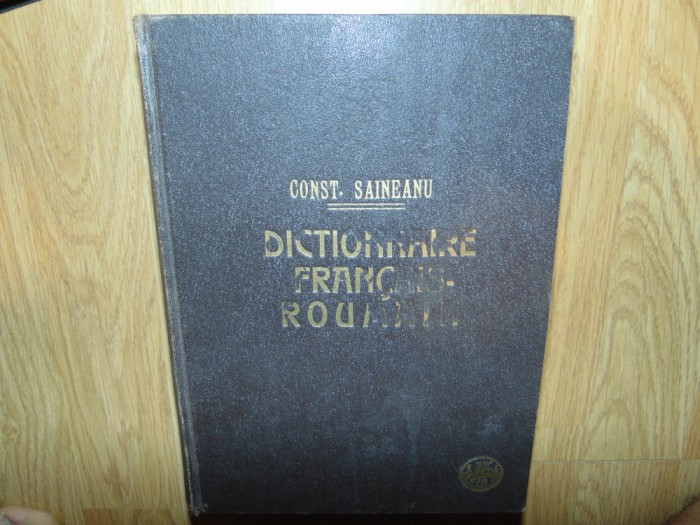 CONST. SAINEANU
DICTIONNAIRE
FRANÇAIS-
ROUMAIN